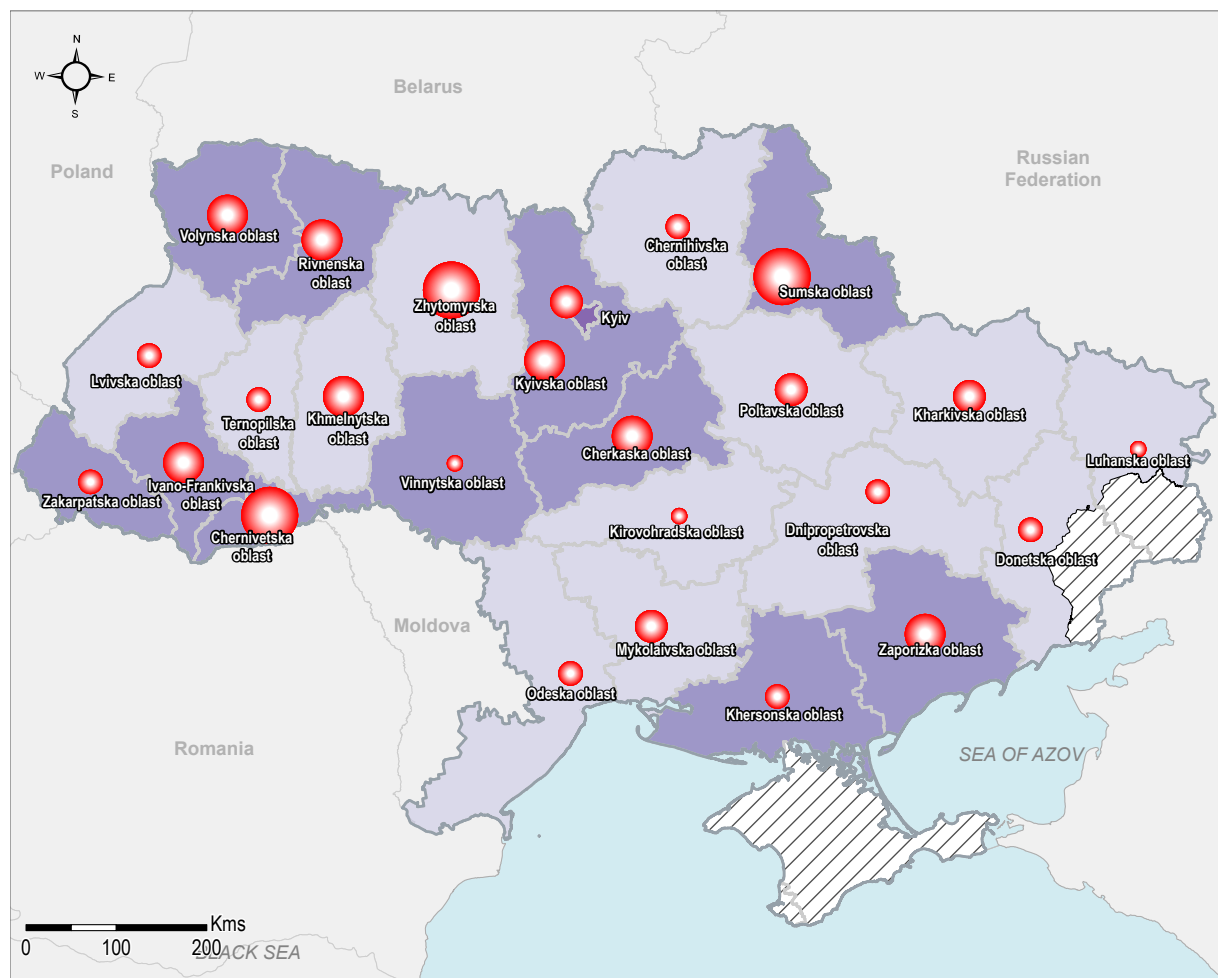 N
W
E
S
Belarus
Poland
Russian
Federation
Volynska oblast
Rivnenska
oblast
Chernihivska
oblast
Zhytomyrska
oblast
Sumska oblast
Kyiv
Lvivska oblast
Kyivska oblast
Ternopilska
oblast
Khmelnytska
oblast
Poltavska oblast
Kharkivska oblast
Cherkaska oblast
Luhanska oblast
Vinnytska oblast
Zakarpatska oblast
Ivano-Frankivska
oblast
Chernivetska
oblast
Kirovohradska oblast
Dnipropetrovska
oblast
Donetska oblast
Moldova
Mykolaivska oblast
Zaporizka oblast
Odeska oblast
Khersonska oblast
Romania
SEA OF AZOV
Kms
0
100
200
BLACK SEA